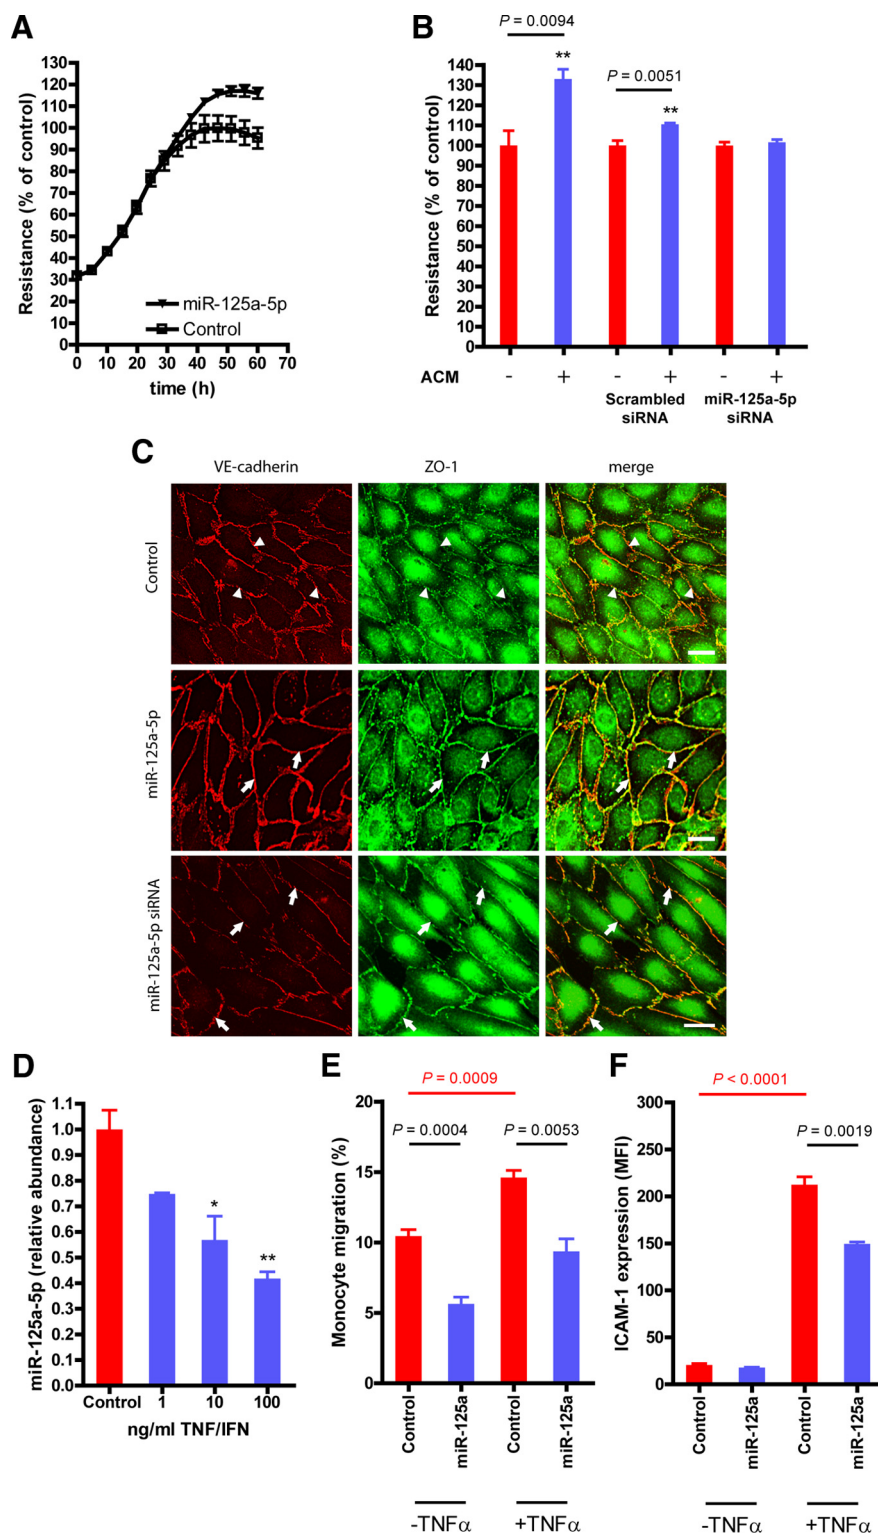 A
Resistance (% of control)
130
120
110
100
90
80
70
60
50
40
30
20
10
0
miR-125a-5p
Control
0 10 20 30 40 50 60 70
time (h)
B
P = 0.0094
**
P = 0.0051
**
Resistance (% of control)
140
130
120
110
100
90
80
70
60
50
40
30
20
10
0
ACM - + - + - +
Scrambled siRNA
miR-125a-5p siRNA
C
VE-cadherin ZO-1 merge
Control
miR-125a-5p
miR-125a-5p siRNA
D
miR-125a-5p (relative abundance)
1.1
1.0
0.9
0.8
0.7
0.6
0.5
0.4
0.3
0.2
0.1
0.0
*
**
Control 1 10 100
ng/ml TNF/IFN
E
P = 0.0009
P = 0.0004 P = 0.0053
Monocyte migration (%)
20
15
10
5
0
Control miR-125a Control miR-125a
-TNFα +TNFα
F
P < 0.0001
P = 0.0019
ICAM-1 expression (MFI)
300
250
200
150
100
50
0
Control miR-125a Control miR-125a
-TNFα +TNFα